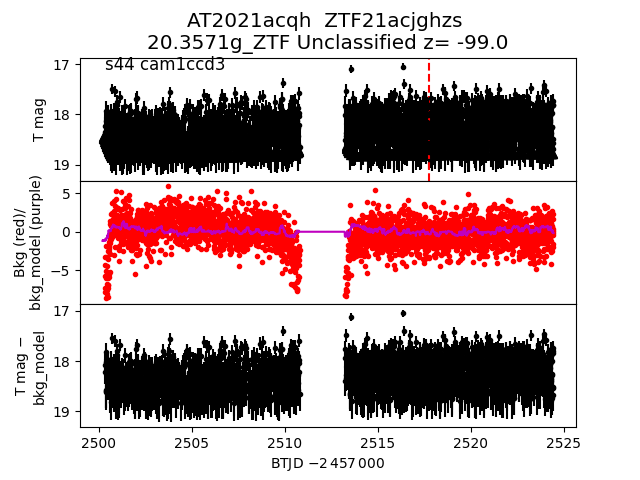 AT2021acqh  ZTF21acjghzs
20.3571g_ZTF Unclassified z= -99.0
s44 cam1ccd3
17
18
19
T mag
5
0
−5
Bkg (red)/
bkg_model (purple)
17
18
19
T mag −
bkg_model
2500
2505
2510
2515
2520
2525
BTJD −2 457 000